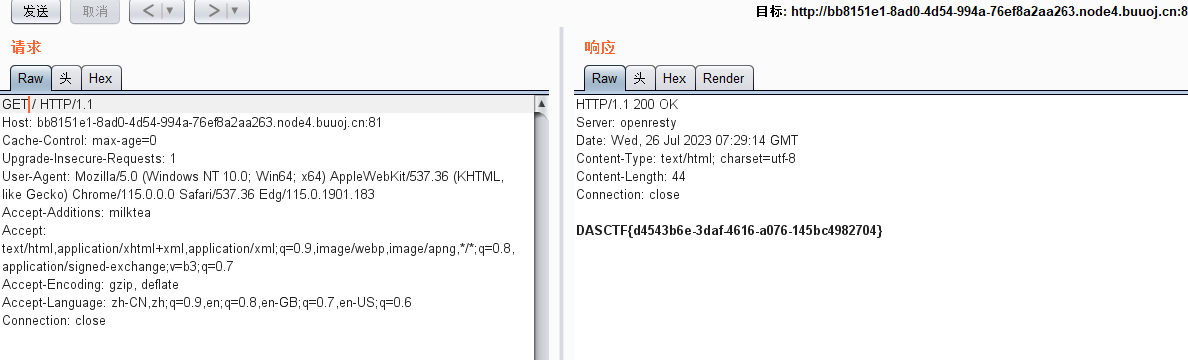 发送 取消 < | ▼ > | ▼ 目标: http://bb8151e1-8ad0-4d54-994a-76ef8a2aa263.node4.buuoj.cn:8
请求
Raw 头 Hex
GET / HTTP/1.1
Host: bb8151e1-8ad0-4d54-994a-76ef8a2aa263.node4.buuoj.cn:81
Cache-Control: max-age=0
Upgrade-Insecure-Requests: 1
User-Agent: Mozilla/5.0 (Windows NT 10.0; Win64; x64) AppleWebKit/537.36 (KHTML,
like Gecko) Chrome/115.0.0.0 Safari/537.36 Edg/115.0.1901.183
Accept-Additions: milktea
Accept:
text/html,application/xhtml+xml,application/xml;q=0.9,image/webp,image/apng,*/*;q=0.8,
application/signed-exchange;v=b3;q=0.7
Accept-Encoding: gzip, deflate
Accept-Language: zh-CN,zh;q=0.9,en;q=0.8,en-GB;q=0.7,en-US;q=0.6
Connection: close
响应
Raw 头 Hex Render
HTTP/1.1 200 OK
Server: openresty
Date: Wed, 26 Jul 2023 07:29:14 GMT
Content-Type: text/html; charset=utf-8
Content-Length: 44
Connection: close
DASCTF{d4543b6e-3daf-4616-a076-145bc4982704}